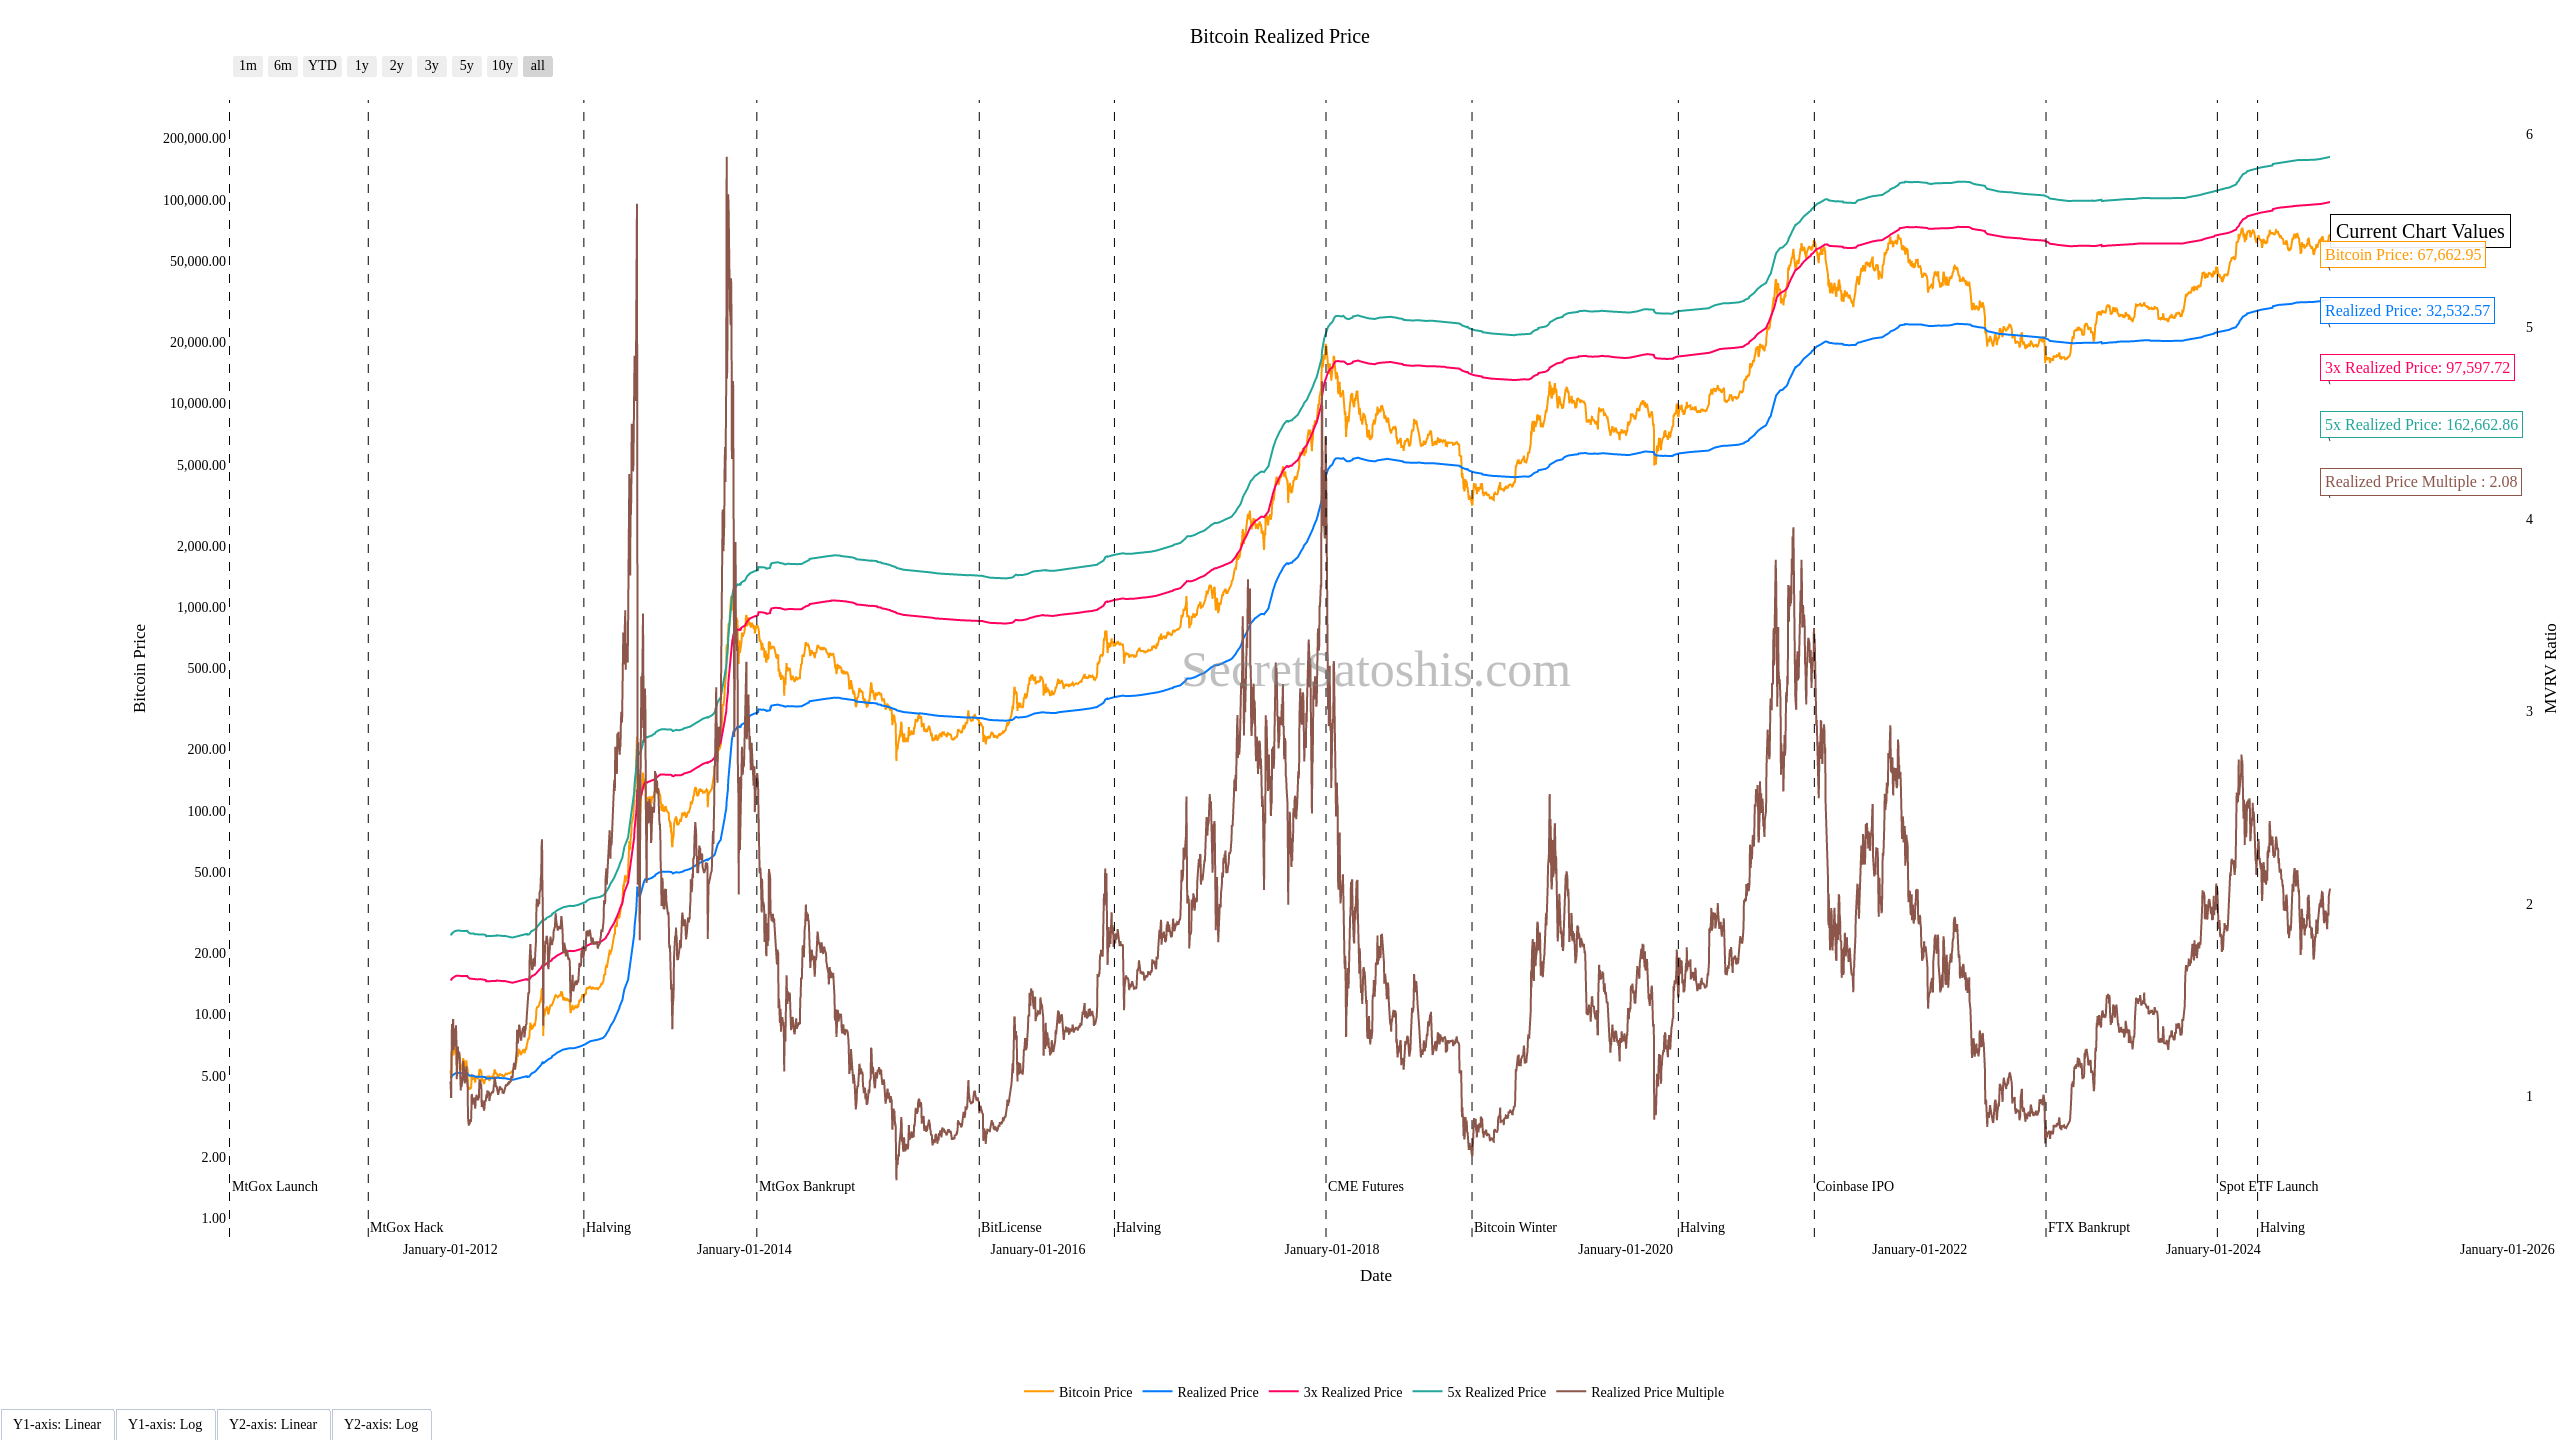 Bitcoin Realized Price
1m 6m YTD 1y 2y 3y 5y 10y all
200,000.00
100,000.00
50,000.00
20,000.00
10,000.00
5,000.00
2,000.00
1,000.00
500.00
200.00
100.00
50.00
20.00
10.00
5.00
2.00
1.00
Bitcoin Price
6
5
4
3
2
1
MVRV Ratio
Current Chart Values
Bitcoin Price: 67,662.95
Realized Price: 32,532.57
3x Realized Price: 97,597.72
5x Realized Price: 162,662.86
Realized Price Multiple : 2.08
SecretSatoshis.com
MtGox Launch
MtGox Bankrupt
CME Futures
Coinbase IPO
Spot ETF Launch
MtGox Hack
Halving
BitLicense
Halving
Bitcoin Winter
Halving
FTX Bankrupt
Halving
January-01-2012
January-01-2014
January-01-2016
January-01-2018
January-01-2020
January-01-2022
January-01-2024
January-01-2026
Date
Bitcoin Price
Realized Price
3x Realized Price
5x Realized Price
Realized Price Multiple
Y1-axis: Linear
Y1-axis: Log
Y2-axis: Linear
Y2-axis: Log